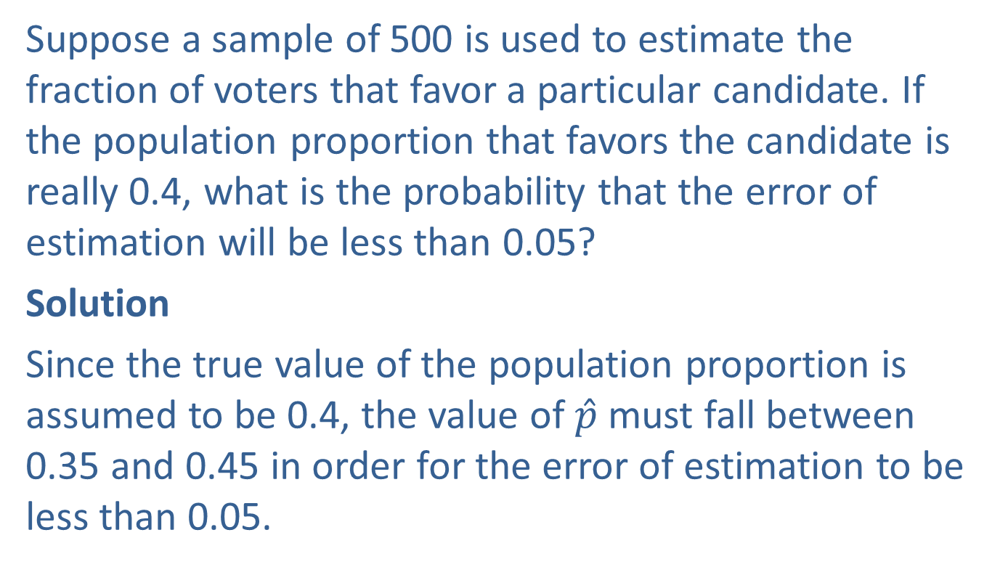 Suppose a sample of 500 is used to estimate the
fraction of voters that favor a particular candidate. If
the population proportion that favors the candidate is
really 0.4, what is the probability that the error of
estimation will be less than 0.05?
Solution
Since the true value of the population proportion is
assumed to be 0.4, the value of p̂ must fall between
0.35 and 0.45 in order for the error of estimation to be
less than 0.05.